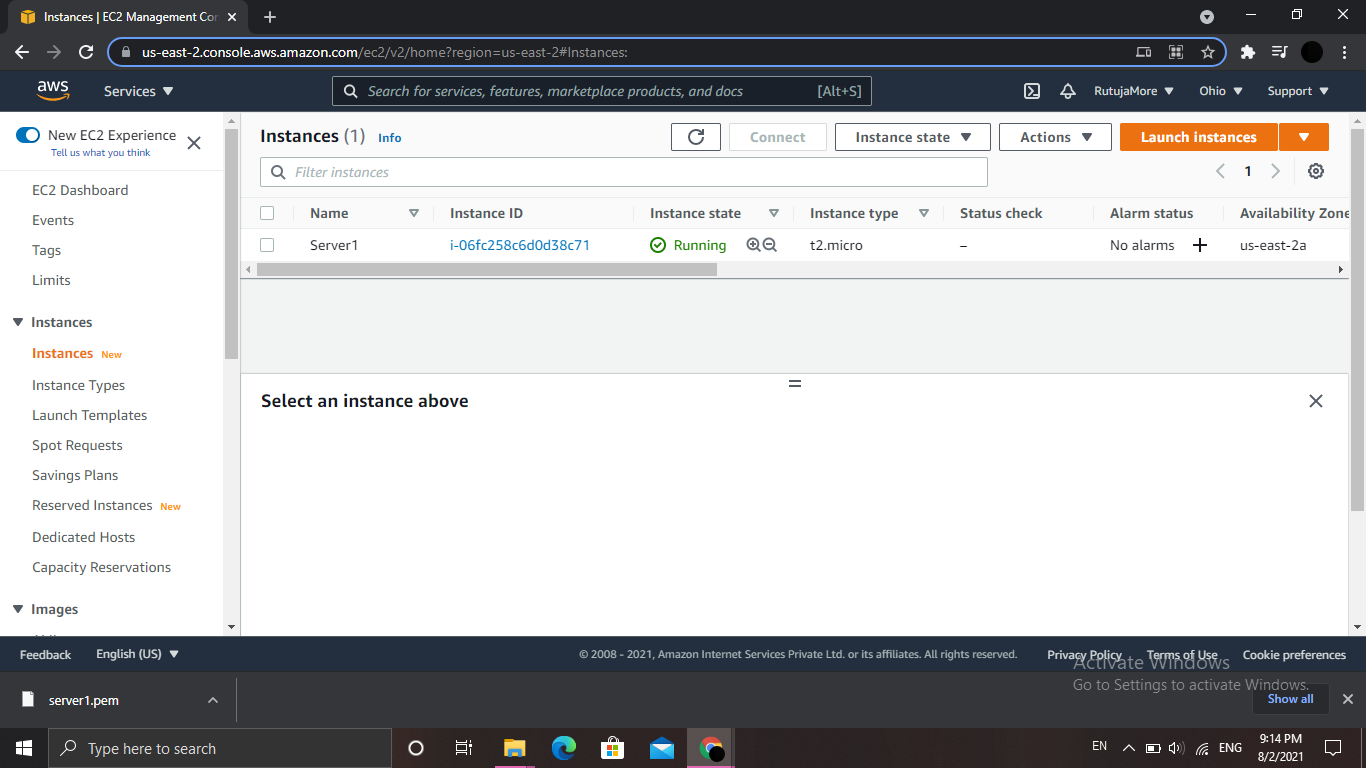 Instances | EC2 Management Con
us-east-2.console.aws.amazon.com/ec2/v2/home?region=us-east-2#Instances:
aws
Services
Search for services, features, marketplace products, and docs [Alt+S]
RutujaMore
Ohio
Support
New EC2 Experience
Tell us what you think
EC2 Dashboard
Events
Tags
Limits
Instances
Instances New
Instance Types
Launch Templates
Spot Requests
Savings Plans
Reserved Instances New
Dedicated Hosts
Capacity Reservations
Images
Instances (1) Info
Connect
Instance state
Actions
Launch instances
Filter instances
1
Name Instance ID Instance state Instance type Status check Alarm status Availability Zone
Server1 i-06fc258c6d0d38c71 Running t2.micro – No alarms + us-east-2a
Select an instance above
Feedback English (US) © 2008 - 2021, Amazon Internet Services Private Ltd. or its affiliates. All rights reserved. Privacy Policy Terms of Use Cookie preferences
Activate Windows
Go to Settings to activate Windows.
server1.pem
Show all
Type here to search
EN
ENG
9:14 PM
8/2/2021